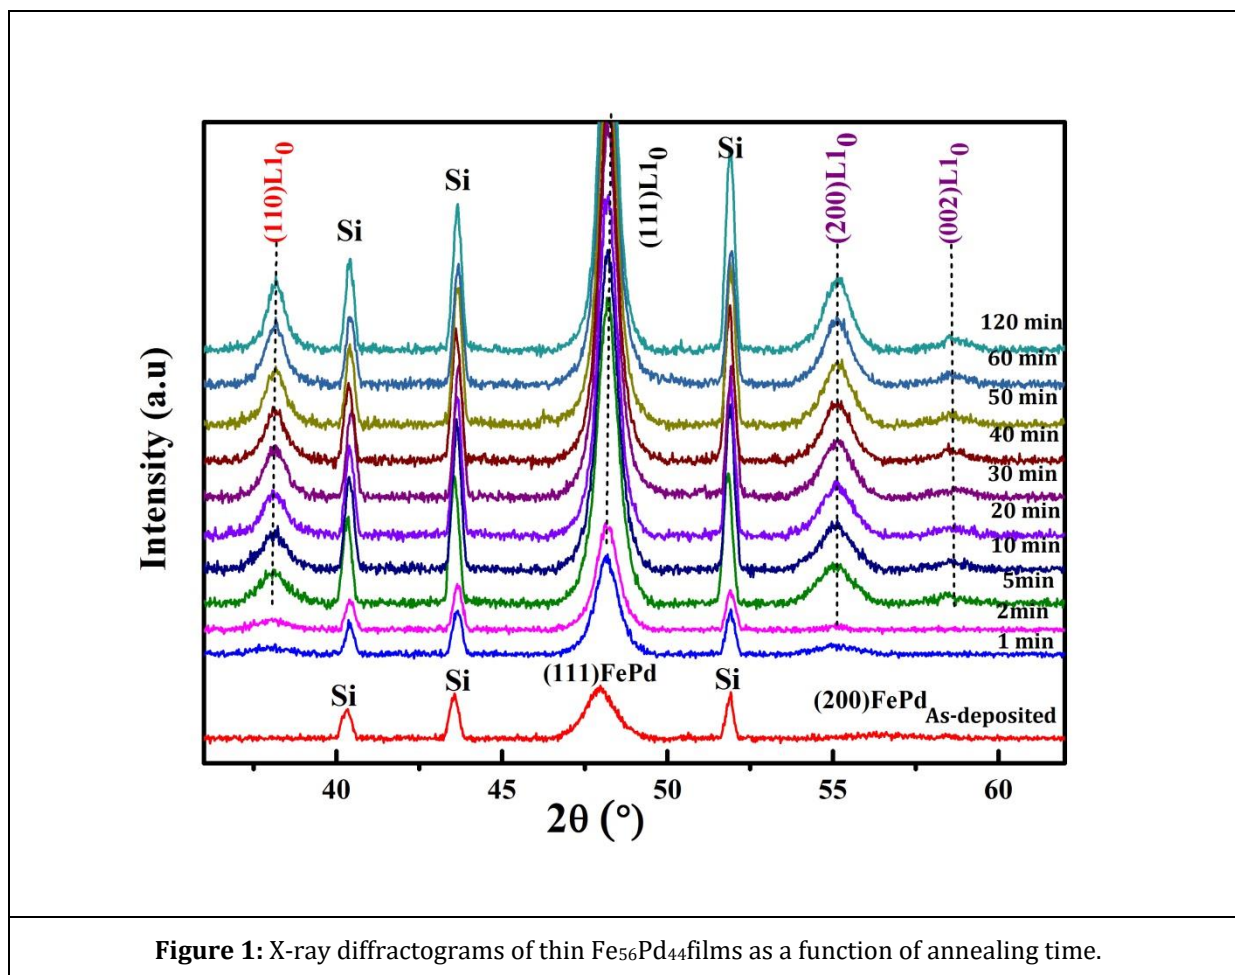 (110)L10
Si
Si
(111)L10
Si
(200)L10
(002)L10
120 min
60 min
50 min
40 min
30 min
20 min
10 min
5min
2min
1 min
Intensity (a.u)
Si
Si
(111)FePd
Si
(200)FePd
As-deposited
40
45
50
55
60
2θ (°)
Figure 1: X-ray diffractograms of thin Fe56Pd44films as a function of annealing time.